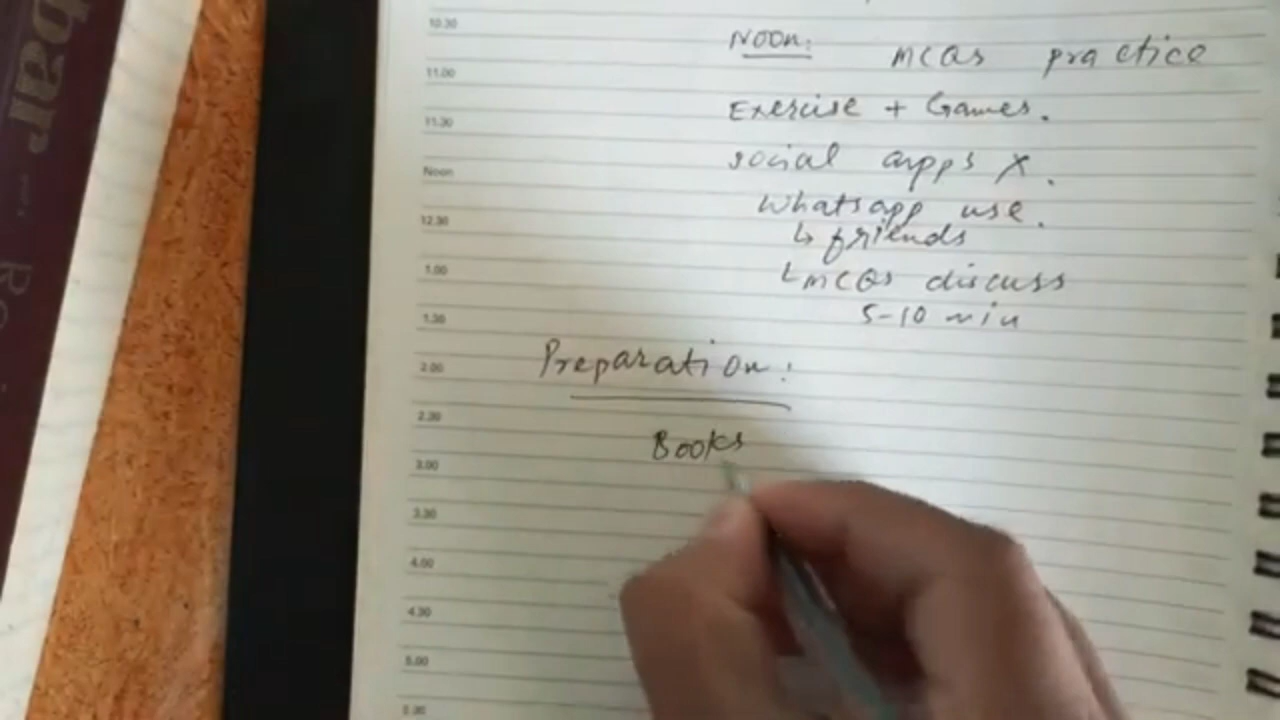 bar
10.30
Noon: MCQs practice
11.00
Exercise + Games.
11.30
social apps x.
Noon
Whatsapp use.
12.30
↳ friends
1.00
↳ MCQs discuss
1.30
5-10 min
2.00
Preparation:
2.30
Books
3.00
3.30
4.00
4.30
5.00